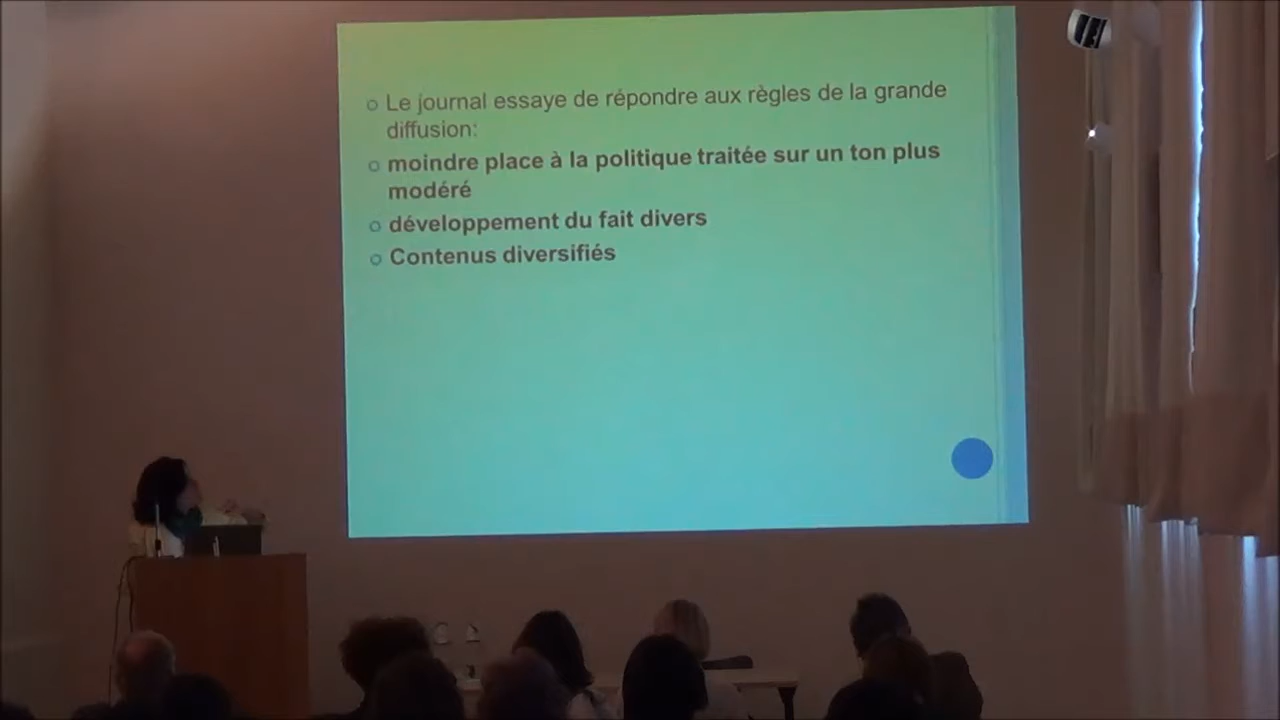 Le journal essaye de répondre aux règles de la grande
diffusion:
moindre place à la politique traitée sur un ton plus
modéré
développement du fait divers
Contenus diversifiés